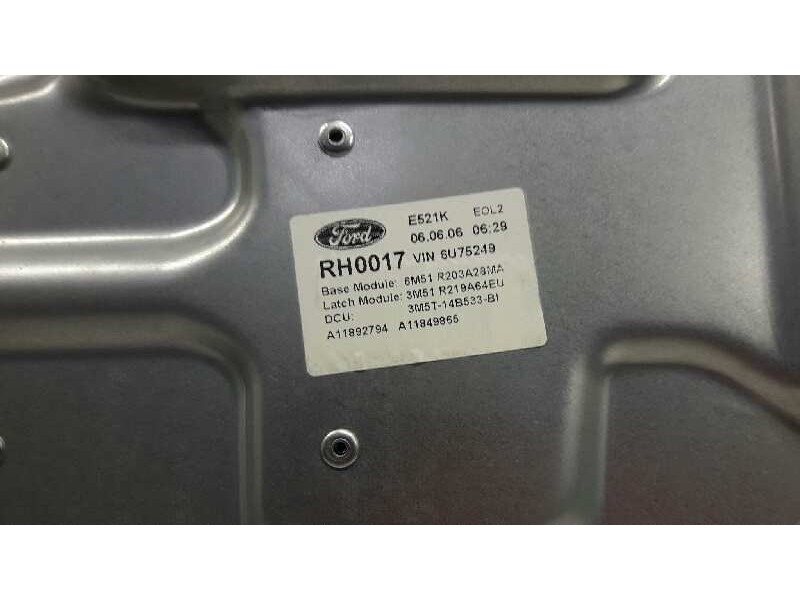 Ford E521K EOL2
06.06.06 06:29
RH0017 VIN 6U75249
Base Module: 6M51 R203A28MA
Latch Module: 3M51 R219A64EU
DCU: 3M5T-14B533-BI
A11892794 A11849865